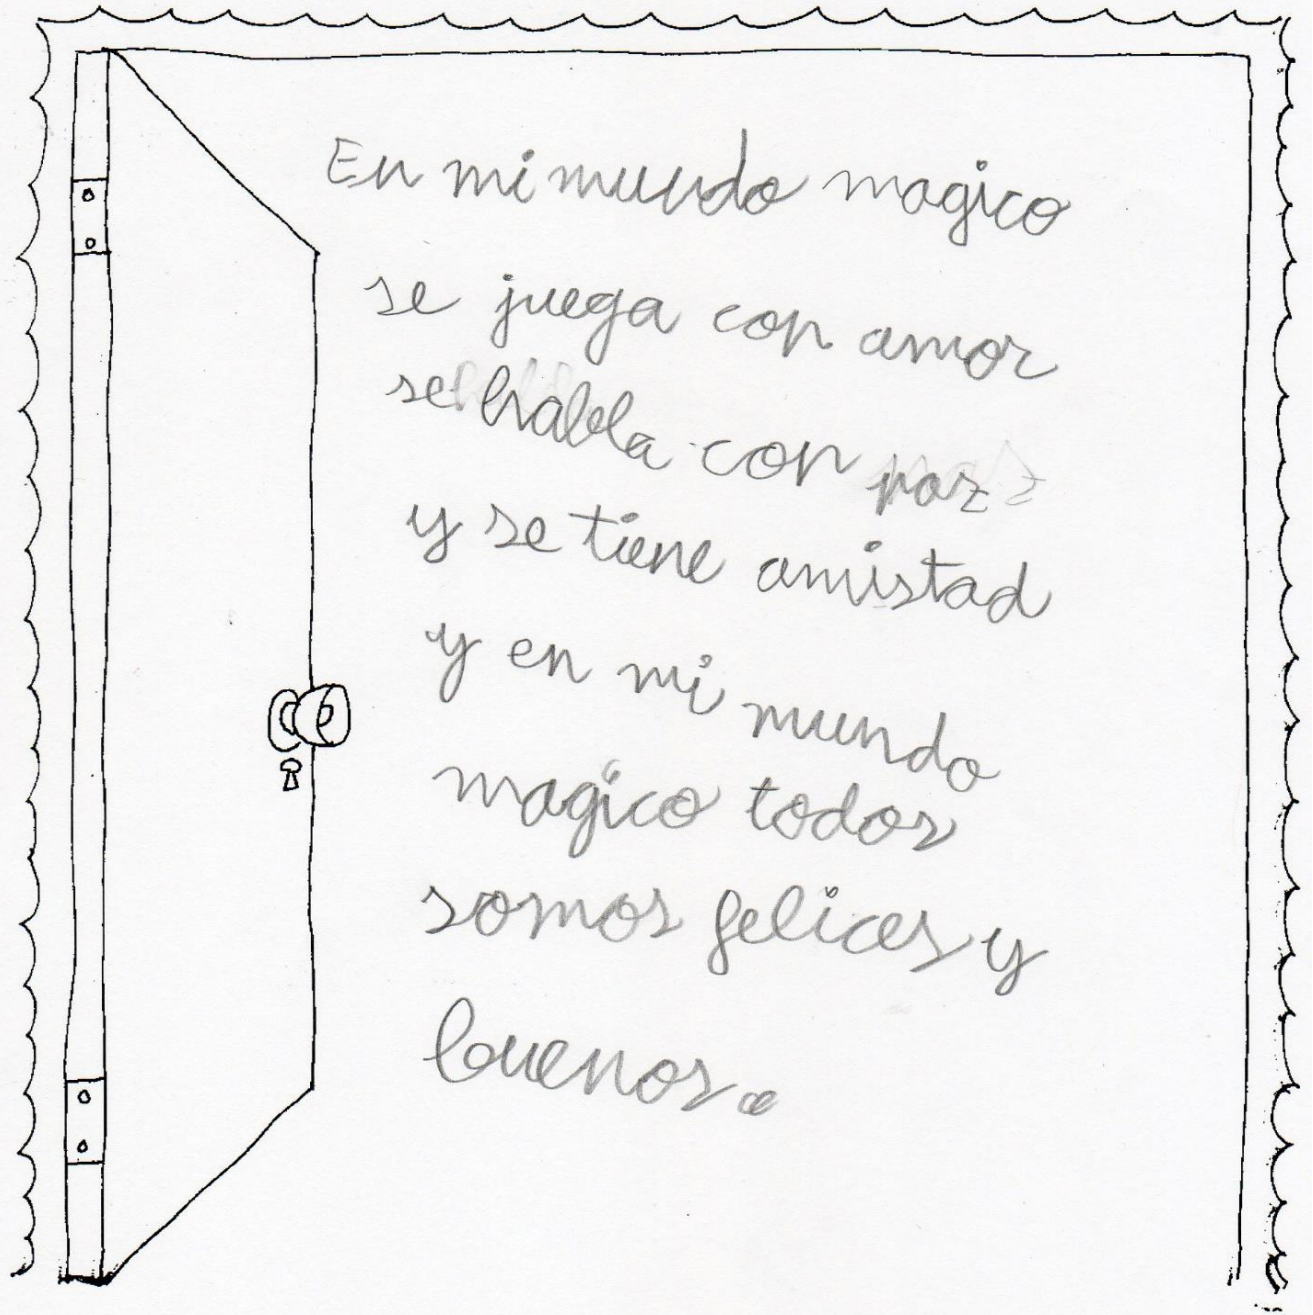 En mi mundo magico
se juega con amor
se habla con paz
y se tiene amistad
y en mi mundo
magico todos
somos felices y
buenos.